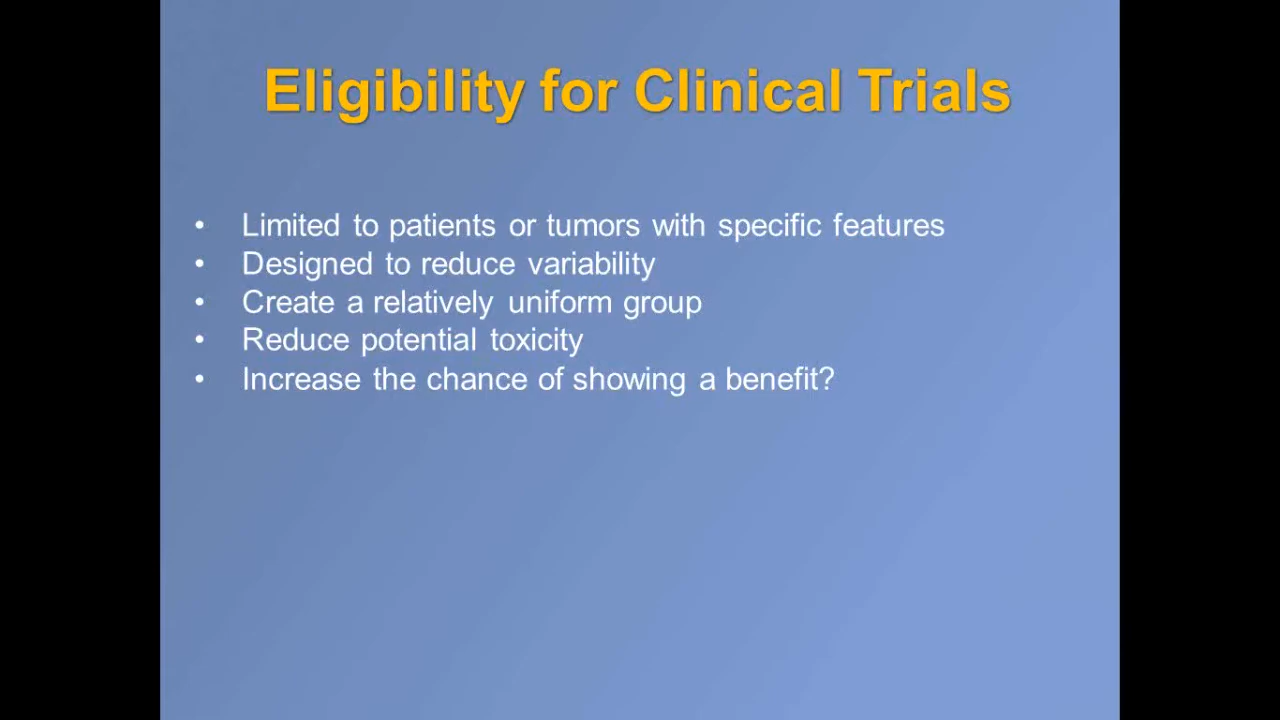 Eligibility for Clinical Trials
• Limited to patients or tumors with specific features
• Designed to reduce variability
• Create a relatively uniform group
• Reduce potential toxicity
• Increase the chance of showing a benefit?